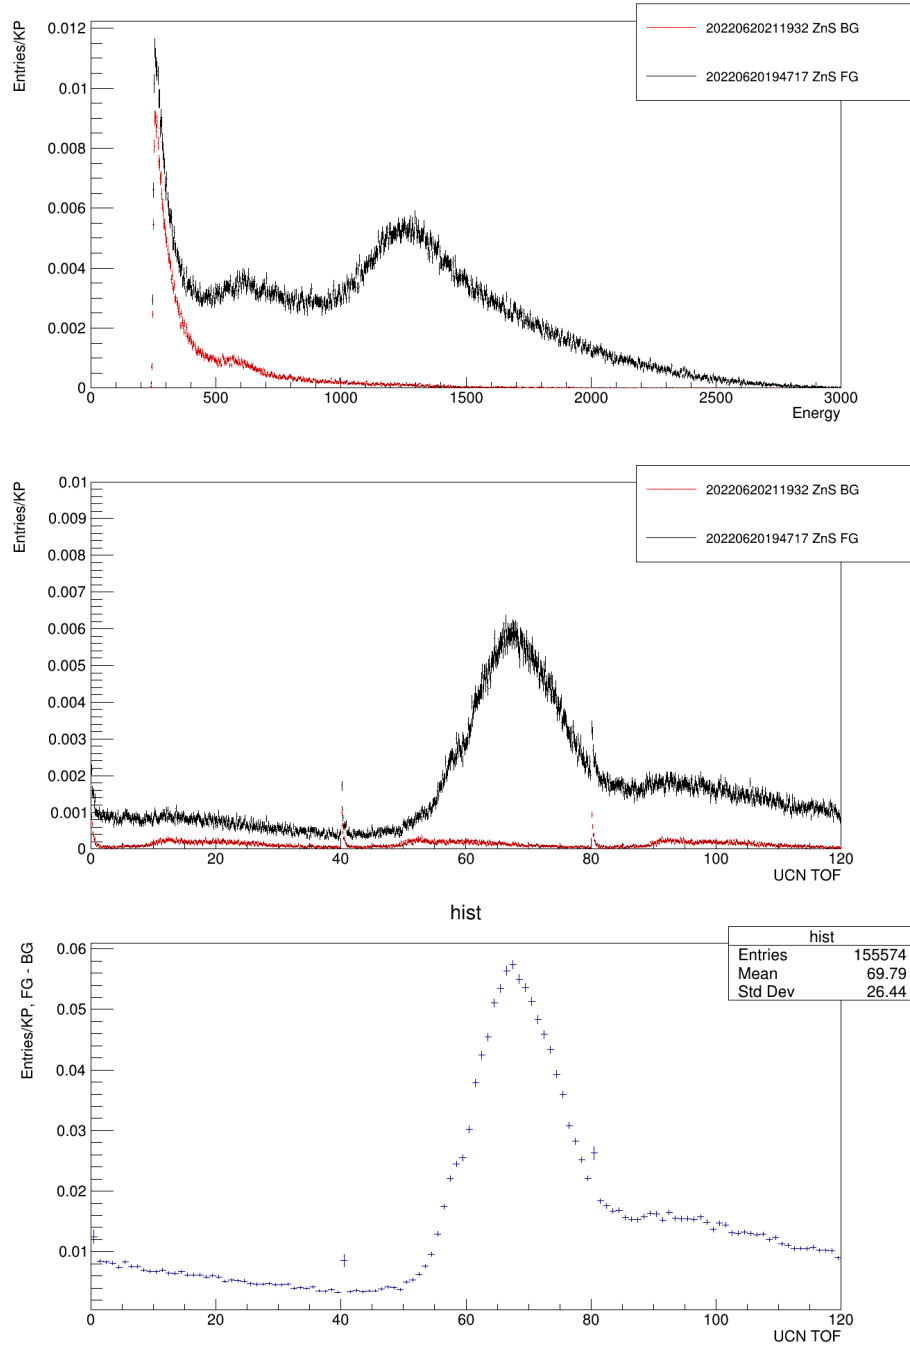 Entries/KP
0.012
0.01
0.008
0.006
0.004
0.002
0
0 500 1000 1500 2000 2500 3000
Energy
20220620211932 ZnS BG
20220620194717 ZnS FG
Entries/KP
0.01
0.009
0.008
0.007
0.006
0.005
0.004
0.003
0.002
0.001
0
0 20 40 60 80 100 120
UCN TOF
20220620211932 ZnS BG
20220620194717 ZnS FG
hist
Entries/KP, FG - BG
0.06
0.05
0.04
0.03
0.02
0.01
0 20 40 60 80 100 120
UCN TOF
hist
Entries 155574
Mean 69.79
Std Dev 26.44